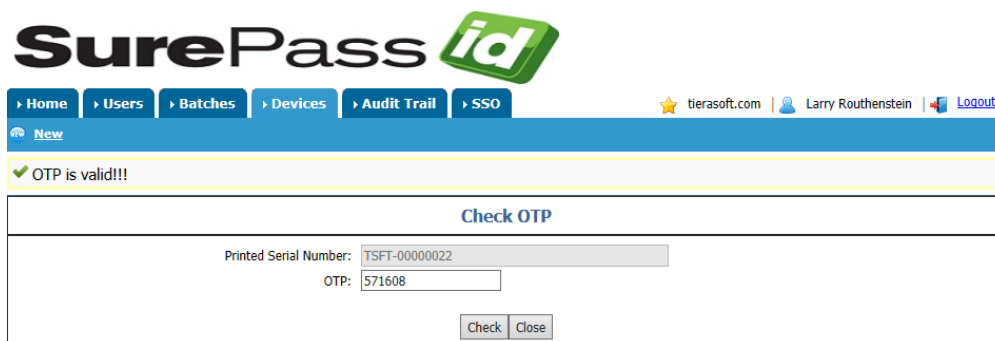 SurePass id
Home Users Batches Devices Audit Trail SSO tierasoft.com | Larry Routhenstein | Logout
NEW New
OTP is valid!!!
Check OTP
Printed Serial Number: TSFT-00000022
OTP: 571608
Check Close